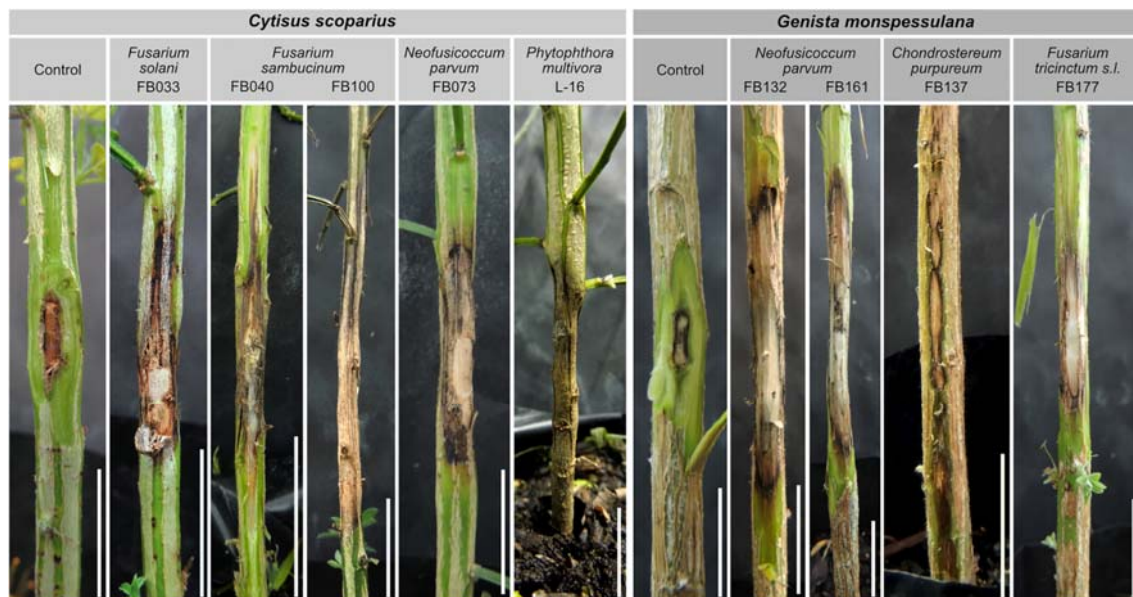 Cytisus scoparius
Genista monspessulana
Control
Fusarium
solani
FB033
Fusarium
sambucinum
FB040 FB100
Neofusicoccum
parvum
FB073
Phytophthora
multivora
L-16
Control
Neofusicoccum
parvum
FB132 FB161
Chondrostereum
purpureum
FB137
Fusarium
tricinctum s.l.
FB177